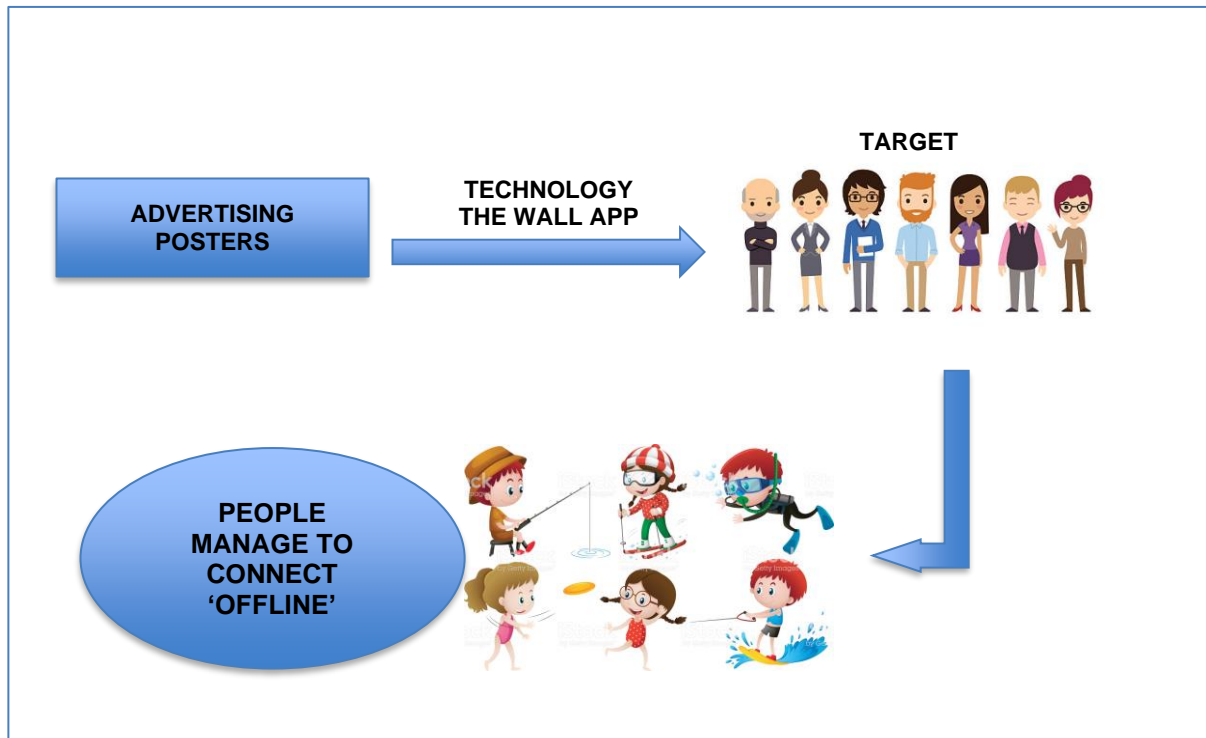 TARGET
TECHNOLOGY
THE WALL APP
ADVERTISING
POSTERS
PEOPLE
MANAGE TO
CONNECT
‘OFFLINE’